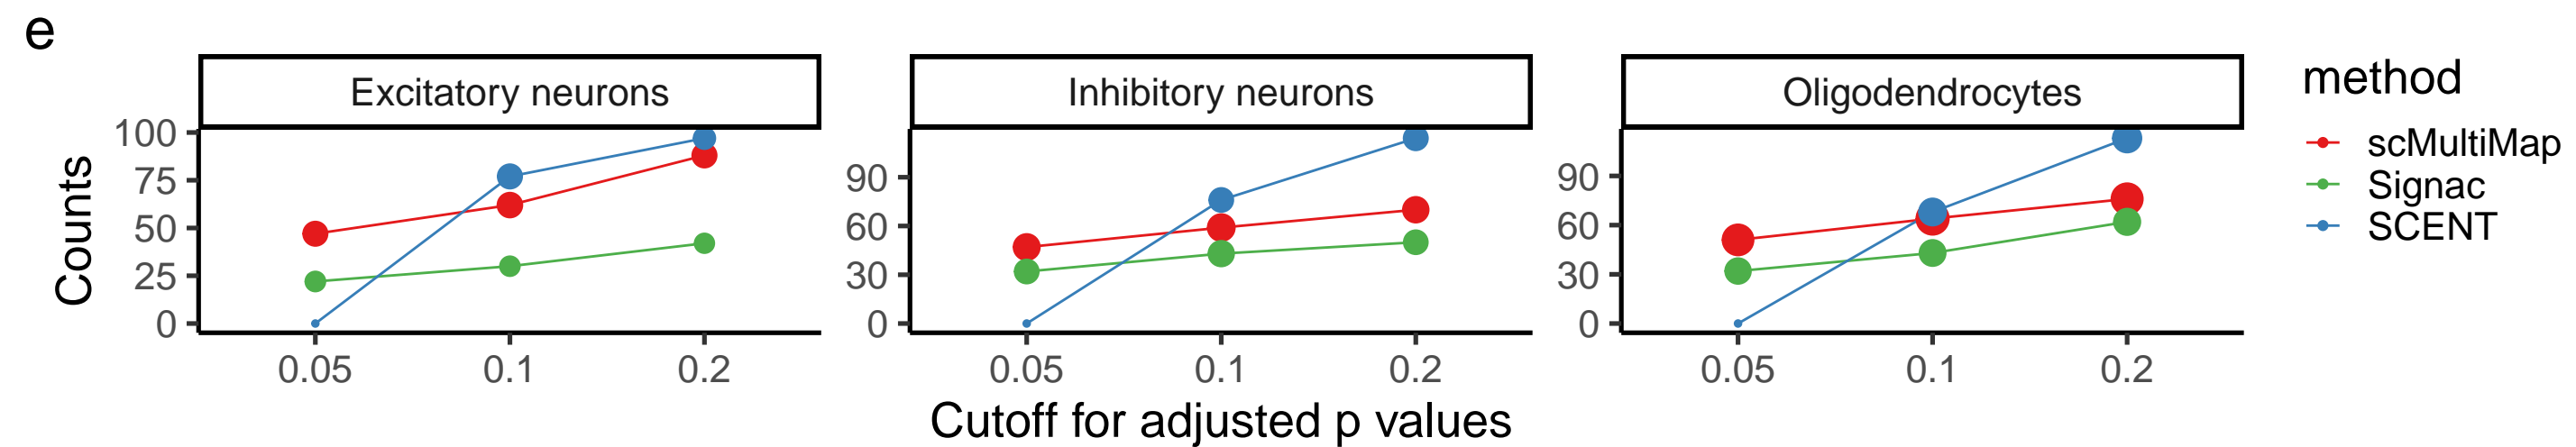 e
Excitatory neurons
Inhibitory neurons
Oligodendrocytes
method
scMultiMap
Signac
SCENT
Counts
100
75
50
25
0
90
60
30
0
90
60
30
0
0.05 0.1 0.2
0.05 0.1 0.2
0.05 0.1 0.2
Cutoff for adjusted p values